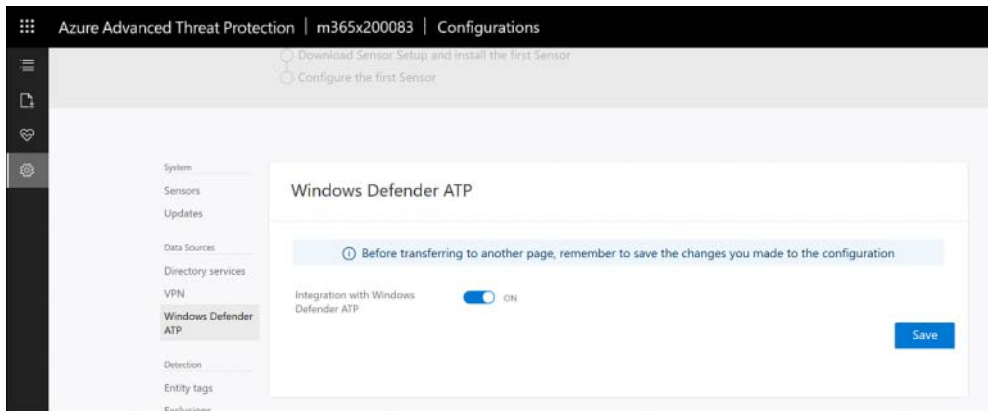 Azure Advanced Threat Protection | m365x200083 | Configurations
Download Sensor Setup and install the first Sensor
Configure the first Sensor
System
Sensors
Updates
Data Sources
Directory services
VPN
Windows Defender
ATP
Detection
Entity tags
Exclusions
Windows Defender ATP
Before transferring to another page, remember to save the changes you made to the configuration
Integration with Windows
Defender ATP
ON
Save